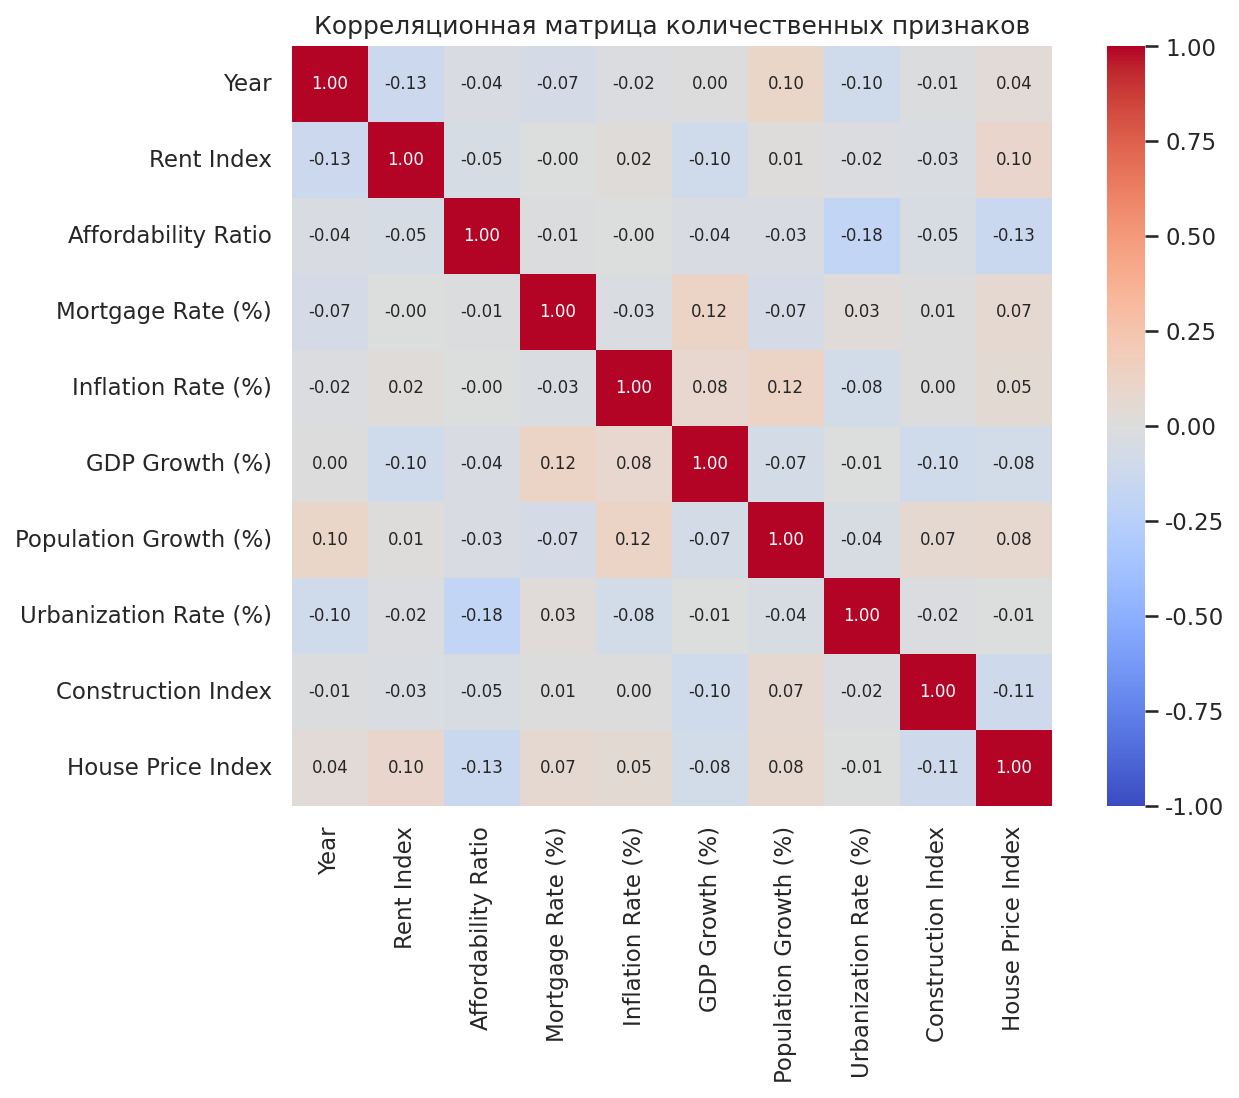 Корреляционная матрица количественных признаков
Year 1.00 -0.13 -0.04 -0.07 -0.02 0.00 0.10 -0.10 -0.01 0.04
Rent Index -0.13 1.00 -0.05 -0.00 0.02 -0.10 0.01 -0.02 -0.03 0.10
Affordability Ratio -0.04 -0.05 1.00 -0.01 -0.00 -0.04 -0.03 -0.18 -0.05 -0.13
Mortgage Rate (%) -0.07 -0.00 -0.01 1.00 -0.03 0.12 -0.07 0.03 0.01 0.07
Inflation Rate (%) -0.02 0.02 -0.00 -0.03 1.00 0.08 0.12 -0.08 0.00 0.05
GDP Growth (%) 0.00 -0.10 -0.04 0.12 0.08 1.00 -0.07 -0.01 -0.10 -0.08
Population Growth (%) 0.10 0.01 -0.03 -0.07 0.12 -0.07 1.00 -0.04 0.07 0.08
Urbanization Rate (%) -0.10 -0.02 -0.18 0.03 -0.08 -0.01 -0.04 1.00 -0.02 -0.01
Construction Index -0.01 -0.03 -0.05 0.01 0.00 -0.10 0.07 -0.02 1.00 -0.11
House Price Index 0.04 0.10 -0.13 0.07 0.05 -0.08 0.08 -0.01 -0.11 1.00
Year
Rent Index
Affordability Ratio
Mortgage Rate (%)
Inflation Rate (%)
GDP Growth (%)
Population Growth (%)
Urbanization Rate (%)
Construction Index
House Price Index
1.00
0.75
0.50
0.25
0.00
-0.25
-0.50
-0.75
-1.00